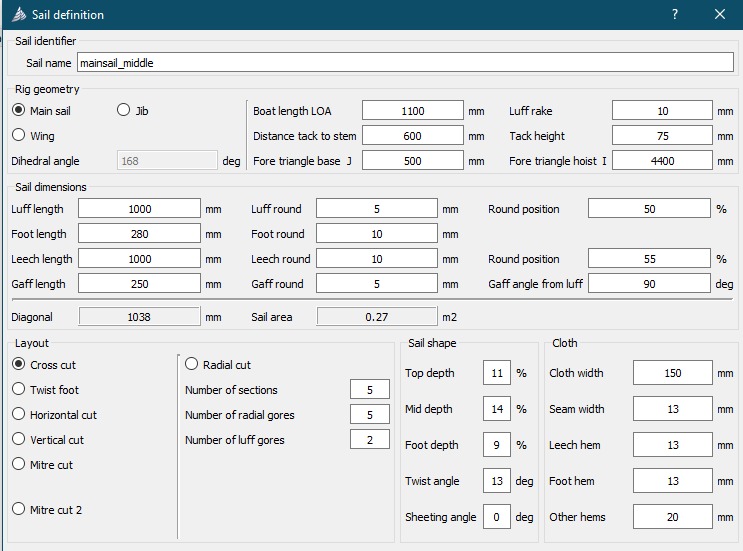 Sail definition
? ×
Sail identifier
Sail name mainsail_middle
Rig geometry
Main sail Jib Boat length LOA 1100 mm Luff rake 10 mm
Wing Distance tack to stem 600 mm Tack height 75 mm
Dihedral angle 168 deg Fore triangle base J 500 mm Fore triangle hoist I 4400 mm
Sail dimensions
Luff length 1000 mm Luff round 5 mm Round position 50 %
Foot length 280 mm Foot round 10 mm
Leech length 1000 mm Leech round 10 mm Round position 55 %
Gaff length 250 mm Gaff round 5 mm Gaff angle from luff 90 deg
Diagonal 1038 mm Sail area 0.27 m2
Layout
Cross cut Radial cut
Twist foot Number of sections 5
Horizontal cut Number of radial gores 5
Vertical cut Number of luff gores 2
Mitre cut
Mitre cut 2
Sail shape
Top depth 11 %
Mid depth 14 %
Foot depth 9 %
Twist angle 13 deg
Sheeting angle 0 deg
Cloth
Cloth width 150 mm
Seam width 13 mm
Leech hem 13 mm
Foot hem 13 mm
Other hems 20 mm